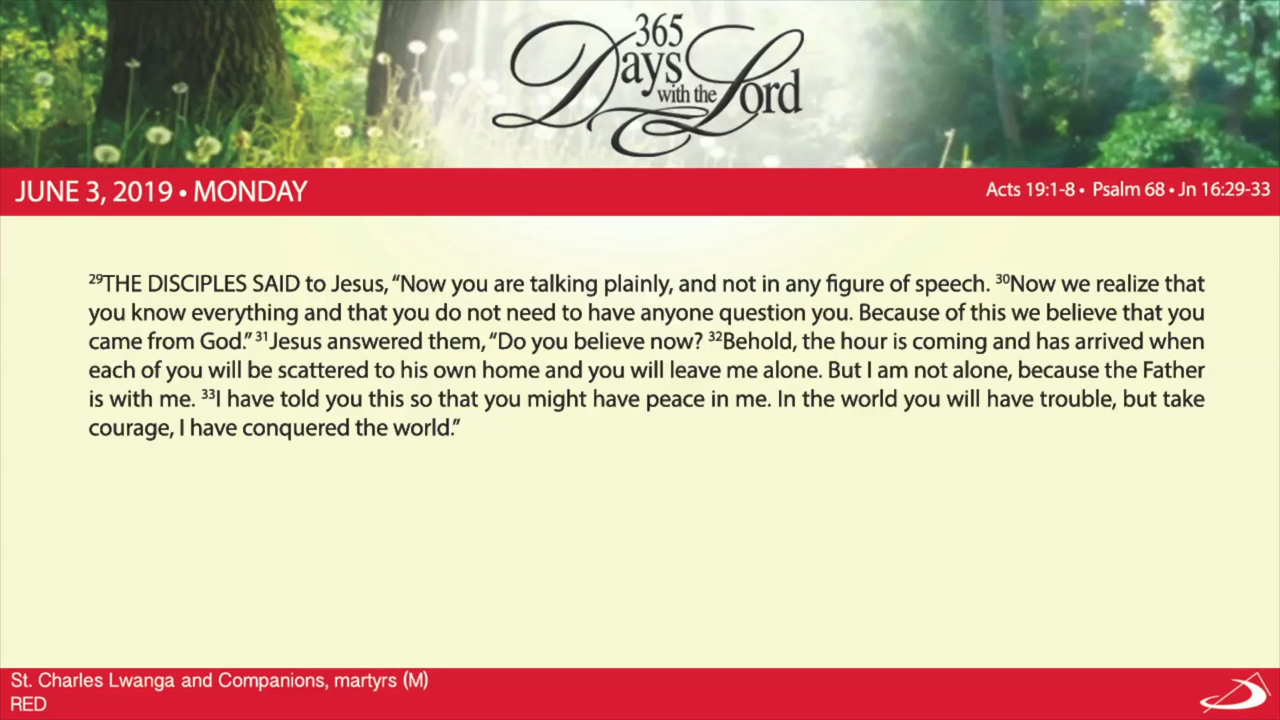 365
Days
with the Lord
JUNE 3, 2019 • MONDAY
Acts 19:1-8 • Psalm 68 • Jn 16:29-33
²⁹THE DISCIPLES SAID to Jesus, “Now you are talking plainly, and not in any figure of speech. ³⁰Now we realize that
you know everything and that you do not need to have anyone question you. Because of this we believe that you
came from God.” ³¹Jesus answered them, “Do you believe now? ³²Behold, the hour is coming and has arrived when
each of you will be scattered to his own home and you will leave me alone. But I am not alone, because the Father
is with me. ³³I have told you this so that you might have peace in me. In the world you will have trouble, but take
courage, I have conquered the world.”
St. Charles Lwanga and Companions, martyrs (M)
RED